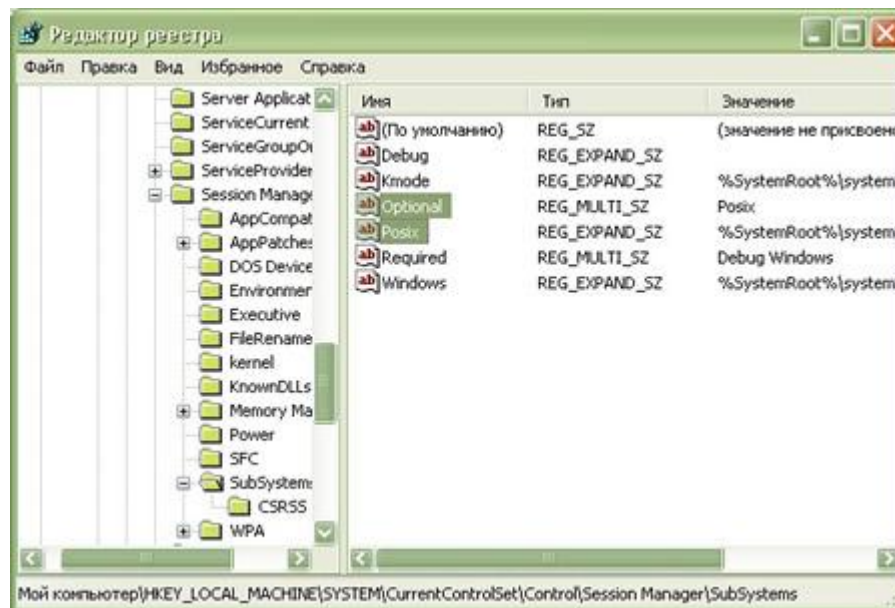 Редактор реестра
Файл Правка Вид Избранное Справка
Server Applicat
ServiceCurrent
ServiceGroupOr
ServiceProvider
Session Manage
AppCompat
AppPatches
DOS Device
Environmer
Executive
FileRename
kernel
KnownDLLs
Memory Ma
Power
SFC
SubSystems
CSRSS
WPA
Имя Тип Значение
(По умолчанию) REG_SZ (значение не присвоен
Debug REG_EXPAND_SZ
Kmode REG_EXPAND_SZ %SystemRoot%\system
Optional REG_MULTI_SZ Posix
Posix REG_EXPAND_SZ %SystemRoot%\system
Required REG_MULTI_SZ Debug Windows
Windows REG_EXPAND_SZ %SystemRoot%\system
Мой компьютер\HKEY_LOCAL_MACHINE\SYSTEM\CurrentControlSet\Control\Session Manager\SubSystems